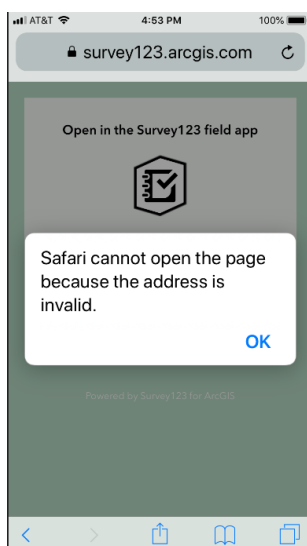 AT&T 4:53 PM 100%
survey123.arcgis.com
Open in the Survey123 field app
Safari cannot open the page
because the address is
invalid.
OK
Powered by Survey123 for ArcGIS